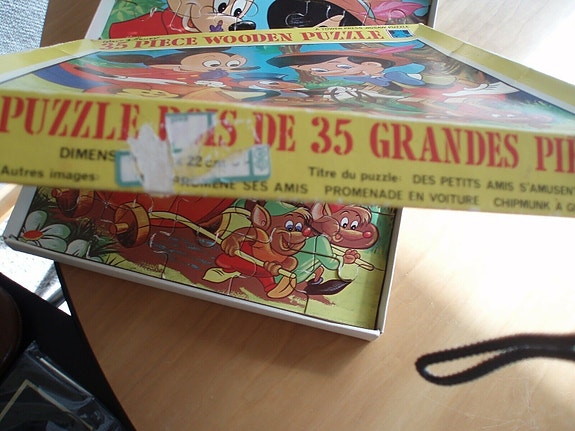 35 PIECE WOODEN PUZZLE
PUZZLE BOIS DE 35 GRANDES PI
DIMENS 22 cm
Autres images: PROMÈNE SES AMIS
Titre du puzzle: DES PETITS AMIS S'AMUSENT
PROMENADE EN VOITURE CHIPMUNK A